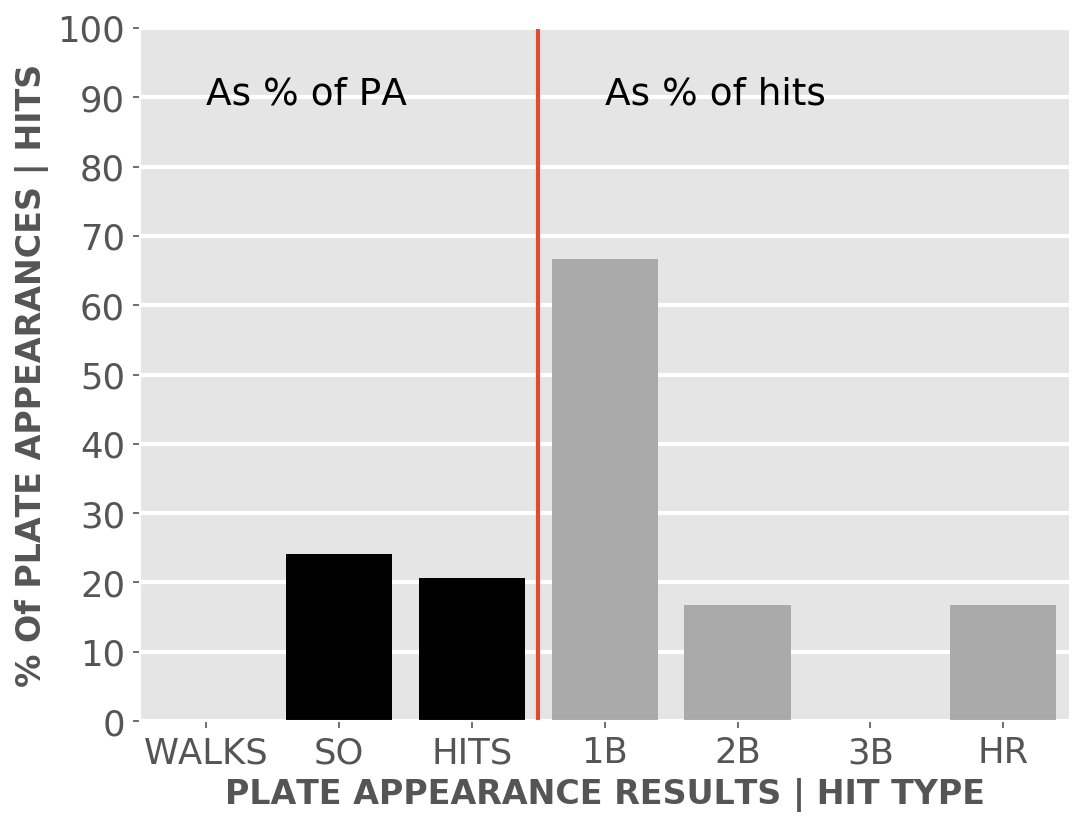 % Of PLATE APPEARANCES | HITS
100
90
80
70
60
50
40
30
20
10
0
As % of PA
As % of hits
WALKS SO HITS 1B 2B 3B HR
PLATE APPEARANCE RESULTS | HIT TYPE